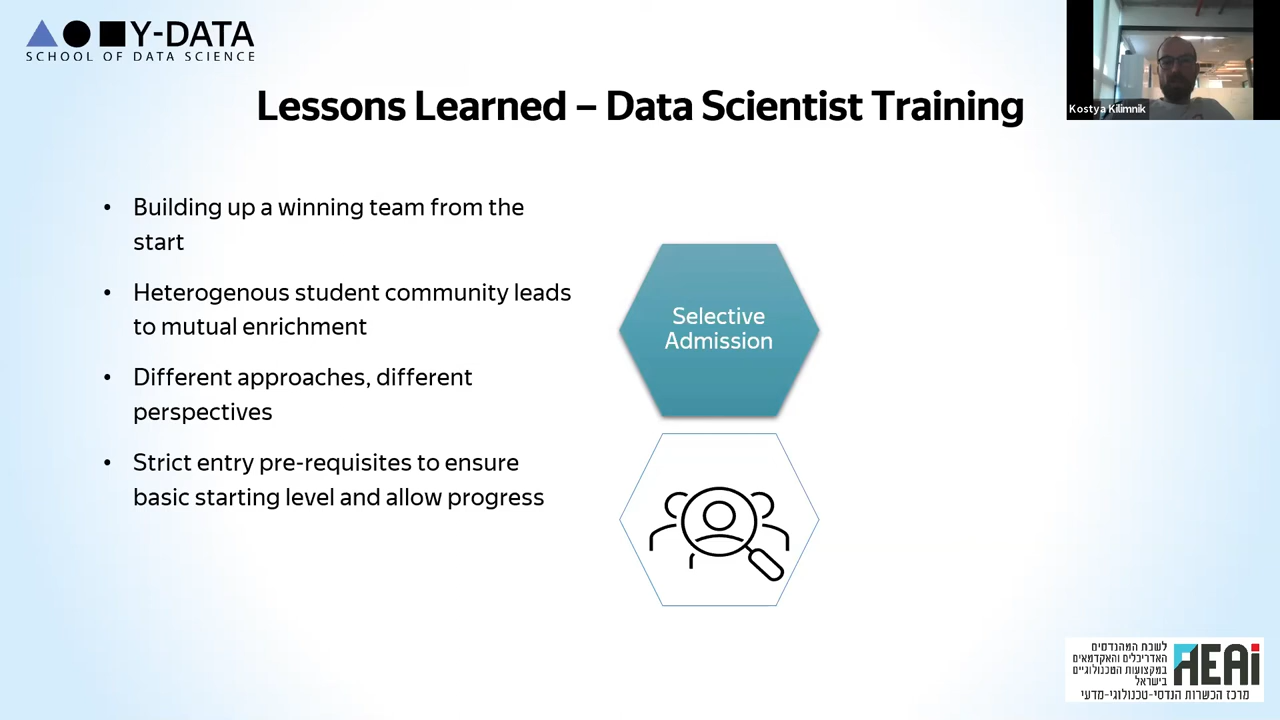 Y-DATA
SCHOOL OF DATA SCIENCE
Kostya Kilimnik
Lessons Learned – Data Scientist Training
• Building up a winning team from the
start
• Heterogenous student community leads
to mutual enrichment
• Different approaches, different
perspectives
• Strict entry pre-requisites to ensure
basic starting level and allow progress
Selective
Admission
לשכת המהנדסים
האדריכלים והאקדמאים
במקצועות הטכנולוגיים
בישראל
AEAi
מרכז הכשרות הנדסי-טכנולוגי-מדעי